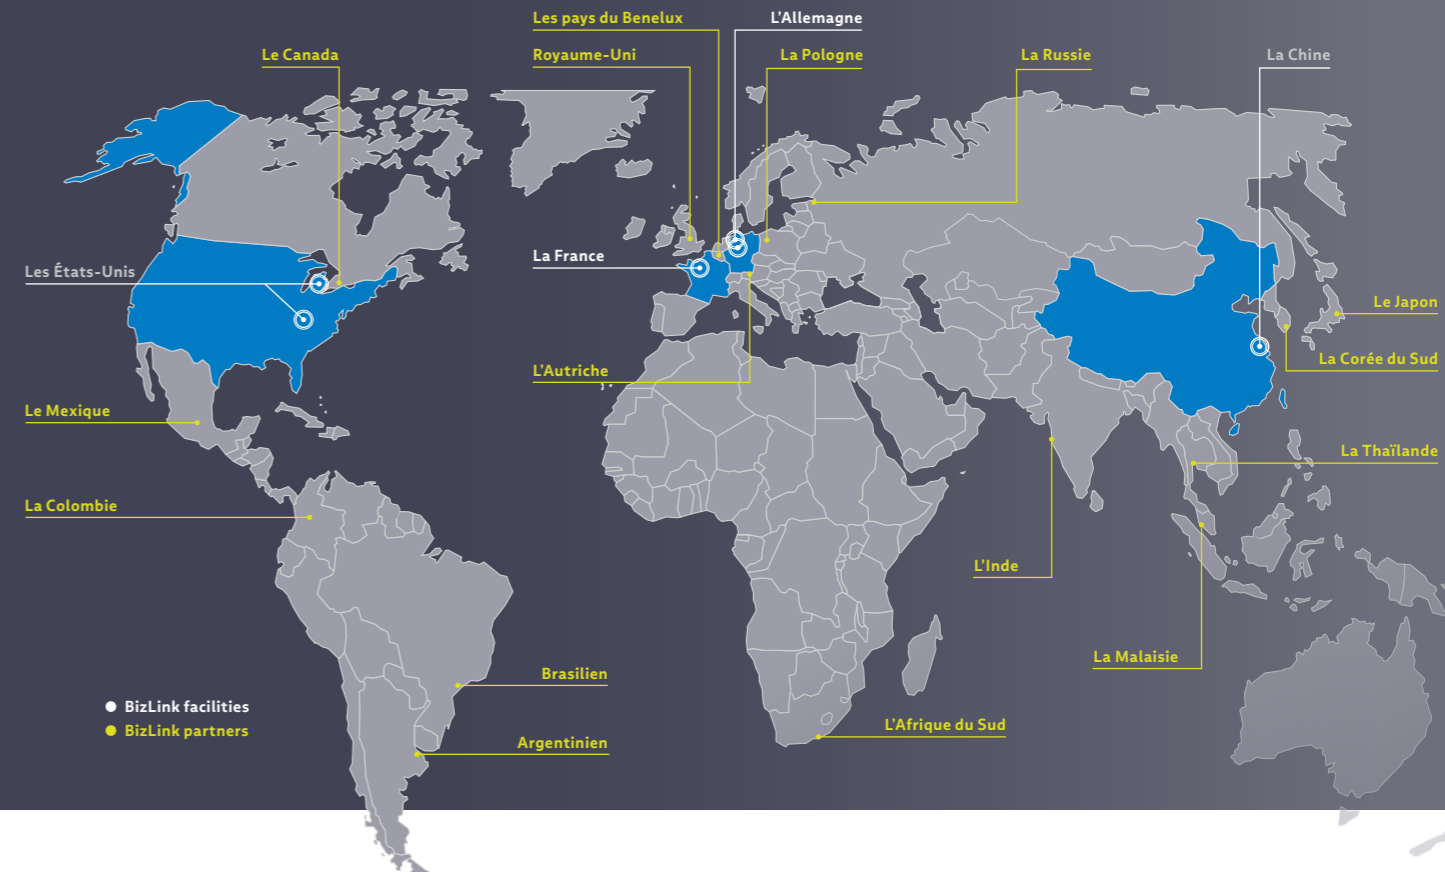 Les pays du Benelux
L'Allemagne
Le Canada
Royaume-Uni
La Pologne
La Russie
La Chine
La France
Les États-Unis
Le Japon
La Corée du Sud
L'Autriche
Le Mexique
La Thaïlande
La Colombie
L'Inde
La Malaisie
Brasilien
BizLink facilities
L'Afrique du Sud
BizLink partners
Argentinien